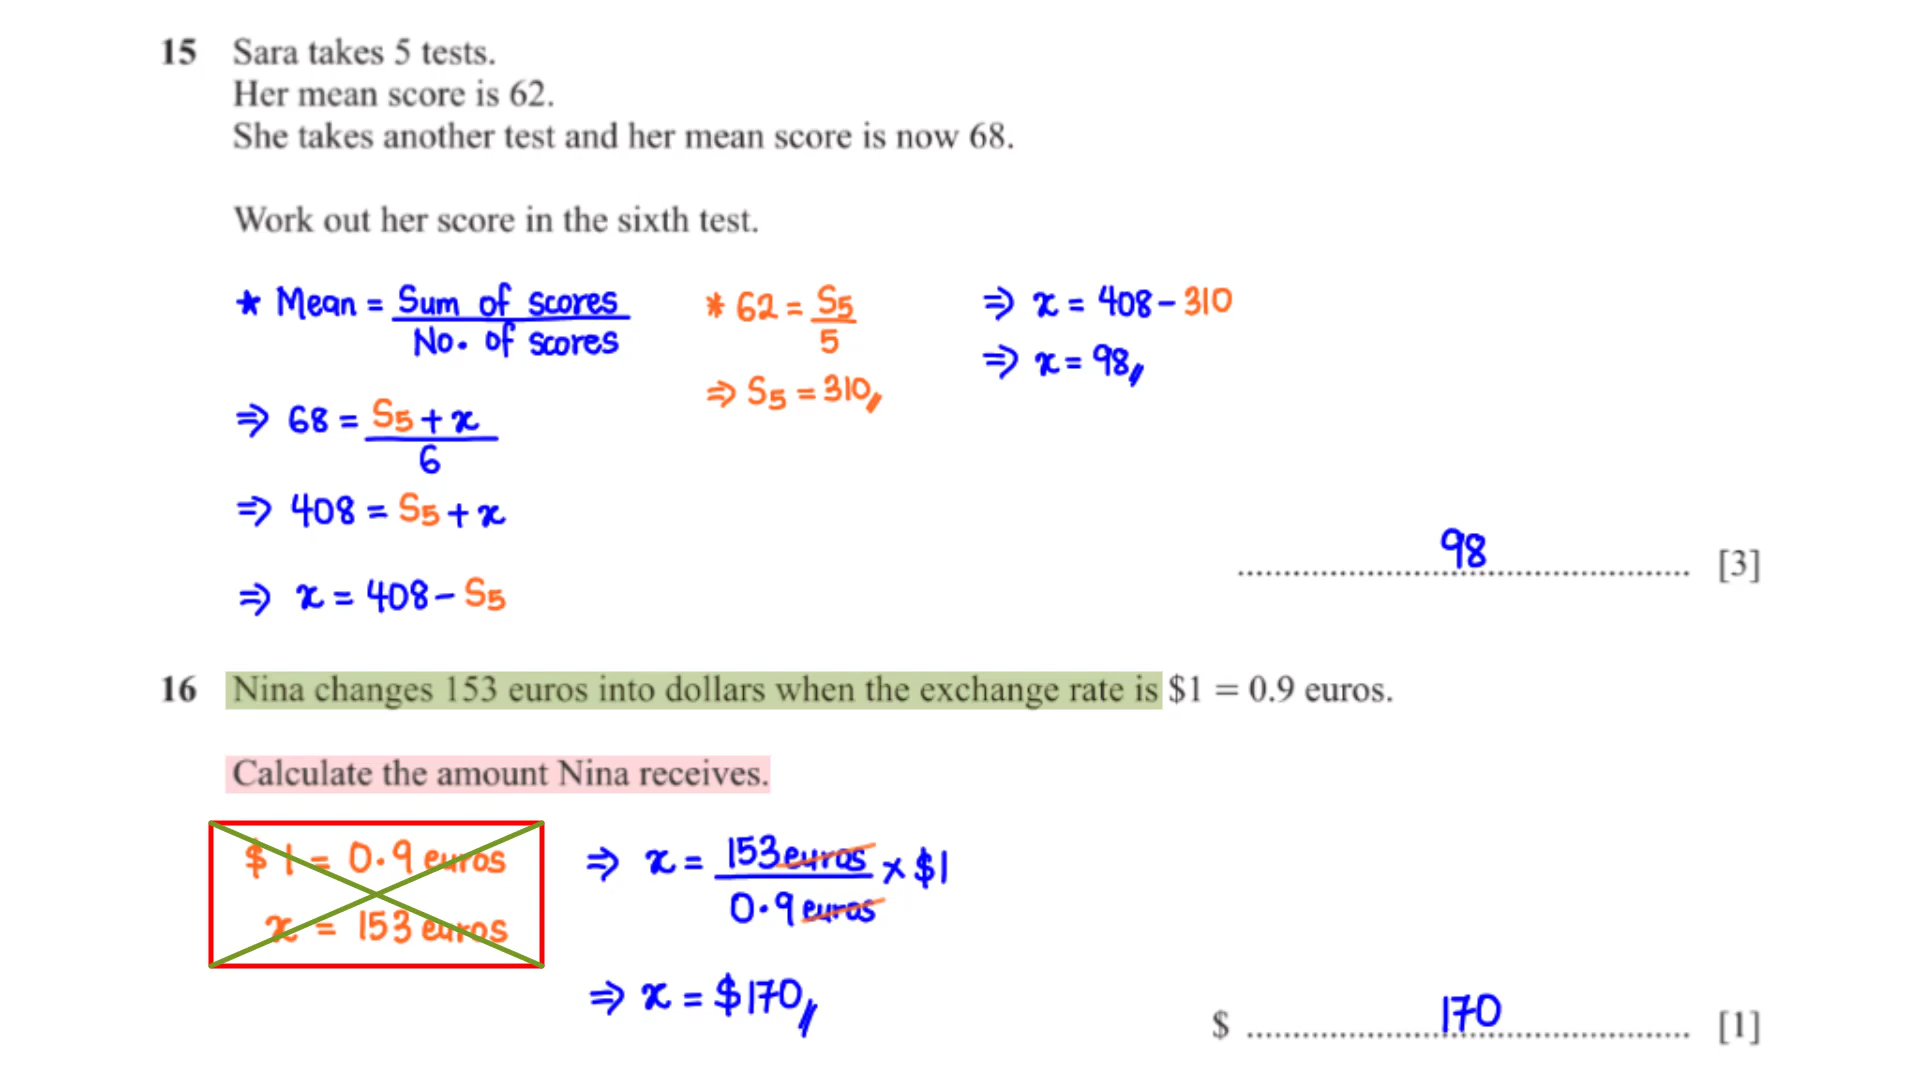 15 Sara takes 5 tests.
Her mean score is 62.
She takes another test and her mean score is now 68.
Work out her score in the sixth test.
* Mean = Sum of scores / No. of scores
⇒ 68 = S5 + x / 6
⇒ 408 = S5 + x
⇒ x = 408 - S5
* 62 = S5 / 5
⇒ S5 = 310//
⇒ x = 408 - 310
⇒ x = 98//
98 [3]
16 Nina changes 153 euros into dollars when the exchange rate is $1 = 0.9 euros.
Calculate the amount Nina receives.
$1 = 0.9 euros
x = 153 euros
⇒ x = 153 euros / 0.9 euros × $1
⇒ x = $170//
$ 170 [1]